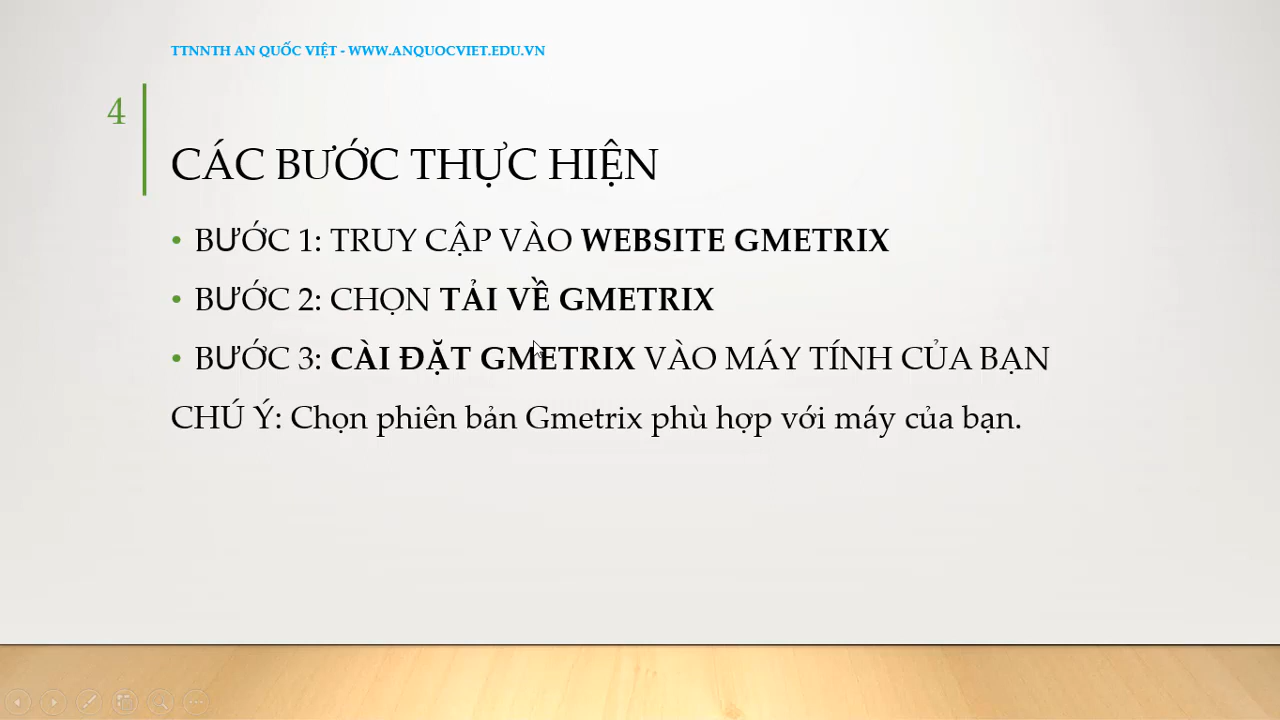 TTNNTH AN QUỐC VIỆT - WWW.ANQUOCVIET.EDU.VN
4
CÁC BƯỚC THỰC HIỆN
• BƯỚC 1: TRUY CẬP VÀO WEBSITE GMETRIX
• BƯỚC 2: CHỌN TẢI VỀ GMETRIX
• BƯỚC 3: CÀI ĐẶT GMETRIX VÀO MÁY TÍNH CỦA BẠN
CHÚ Ý: Chọn phiên bản Gmetrix phù hợp với máy của bạn.